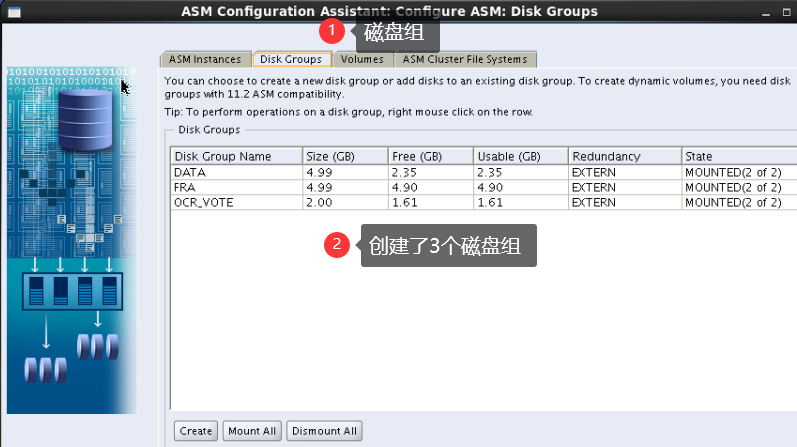 ASM Configuration Assistant: Configure ASM: Disk Groups
1 磁盘组
ASM Instances Disk Groups Volumes ASM Cluster File Systems
You can choose to create a new disk group or add disks to an existing disk group. To create dynamic volumes, you need disk
groups with 11.2 ASM compatibility.
Tip: To perform operations on a disk group, right mouse click on the row.
Disk Groups
Disk Group Name Size (GB) Free (GB) Usable (GB) Redundancy State
DATA 4.99 2.35 2.35 EXTERN MOUNTED(2 of 2)
FRA 4.99 4.90 4.90 EXTERN MOUNTED(2 of 2)
OCR_VOTE 2.00 1.61 1.61 EXTERN MOUNTED(2 of 2)
2 创建了3个磁盘组
Create Mount All Dismount All